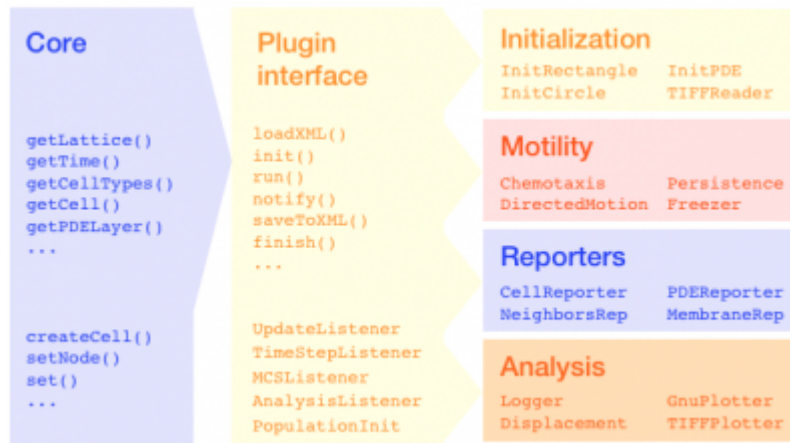 Core
getLattice()
getTime()
getCellTypes()
getCell()
getPDELayer()
...
createCell()
setNode()
set()
...
Plugin
interface
loadXML()
init()
run()
notify()
saveToXML()
finish()
...
UpdateListener
TimeStepListener
MCSListener
AnalysisListener
PopulationInit
Initialization
InitRectangle InitPDE
InitCircle TIFFReader
Motility
Chemotaxis Persistence
DirectedMotion Freezer
Reporters
CellReporter PDEReporter
NeighborsRep MembraneRep
Analysis
Logger GnuPlotter
Displacement TIFFPlotter